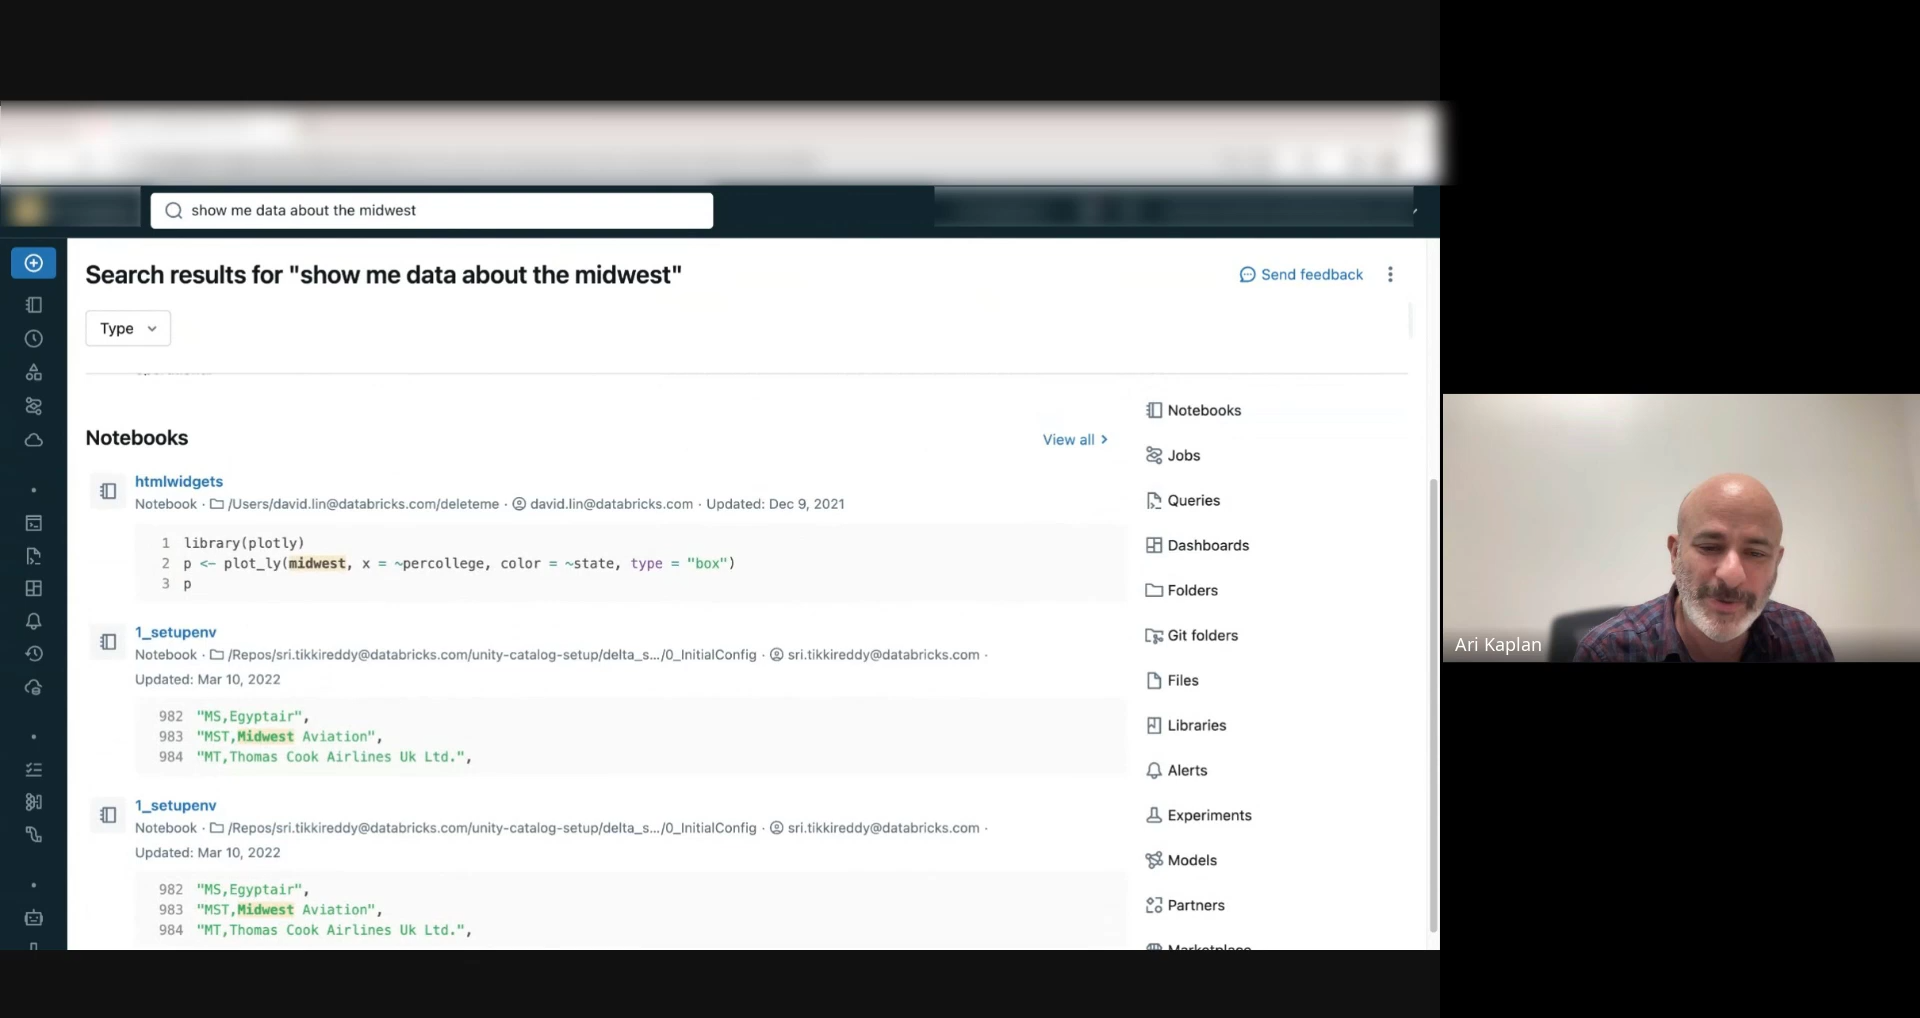 show me data about the midwest
Search results for "show me data about the midwest"
Send feedback
Type
Notebooks
View all
htmlwidgets
Notebook · /Users/david.lin@databricks.com/deleteme · david.lin@databricks.com · Updated: Dec 9, 2021
1 library(plotly)
2 p <- plot_ly(midwest, x = ~percollege, color = ~state, type = "box")
3 p
1_setupenv
Notebook · /Repos/sri.tikkireddy@databricks.com/unity-catalog-setup/delta_s.../0_InitialConfig · sri.tikkireddy@databricks.com ·
Updated: Mar 10, 2022
982 "MS,Egyptair",
983 "MST,Midwest Aviation",
984 "MT,Thomas Cook Airlines Uk Ltd.",
1_setupenv
Notebook · /Repos/sri.tikkireddy@databricks.com/unity-catalog-setup/delta_s.../0_InitialConfig · sri.tikkireddy@databricks.com ·
Updated: Mar 10, 2022
982 "MS,Egyptair",
983 "MST,Midwest Aviation",
984 "MT,Thomas Cook Airlines Uk Ltd.",
Notebooks
Jobs
Queries
Dashboards
Folders
Git folders
Files
Libraries
Alerts
Experiments
Models
Partners
Marketplace
Ari Kaplan